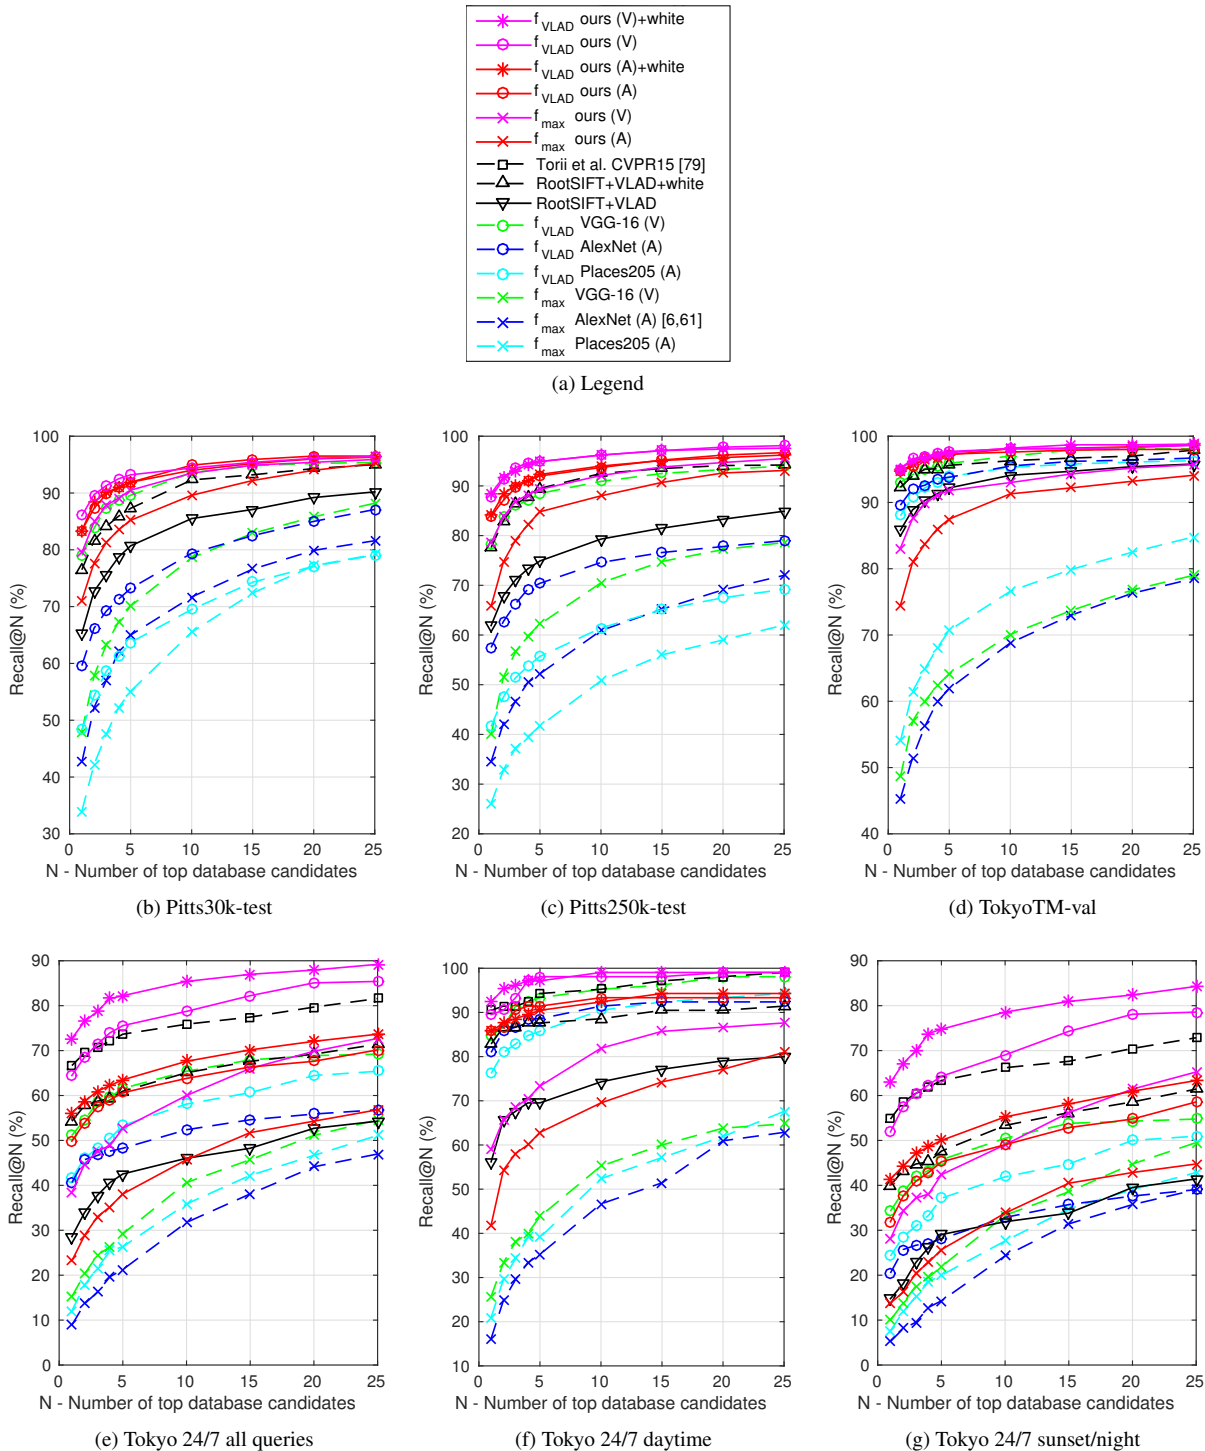 f VLAD ours (V)+white
f VLAD ours (V)
f VLAD ours (A)+white
f VLAD ours (A)
f max ours (V)
f max ours (A)
Torii et al. CVPR15 [79]
RootSIFT+VLAD+white
RootSIFT+VLAD
f VLAD VGG-16 (V)
f VLAD AlexNet (A)
f VLAD Places205 (A)
f max VGG-16 (V)
f max AlexNet (A) [6,61]
f max Places205 (A)
(a) Legend
Recall@N (%)
100
90
80
70
60
50
40
30
0 5 10 15 20 25
N - Number of top database candidates
(b) Pitts30k-test
Recall@N (%)
100
90
80
70
60
50
40
30
20
0 5 10 15 20 25
N - Number of top database candidates
(c) Pitts250k-test
Recall@N (%)
100
90
80
70
60
50
40
0 5 10 15 20 25
N - Number of top database candidates
(d) TokyoTM-val
Recall@N (%)
90
80
70
60
50
40
30
20
10
0
0 5 10 15 20 25
N - Number of top database candidates
(e) Tokyo 24/7 all queries
Recall@N (%)
100
90
80
70
60
50
40
30
20
10
0 5 10 15 20 25
N - Number of top database candidates
(f) Tokyo 24/7 daytime
Recall@N (%)
90
80
70
60
50
40
30
20
10
0
0 5 10 15 20 25
N - Number of top database candidates
(g) Tokyo 24/7 sunset/night